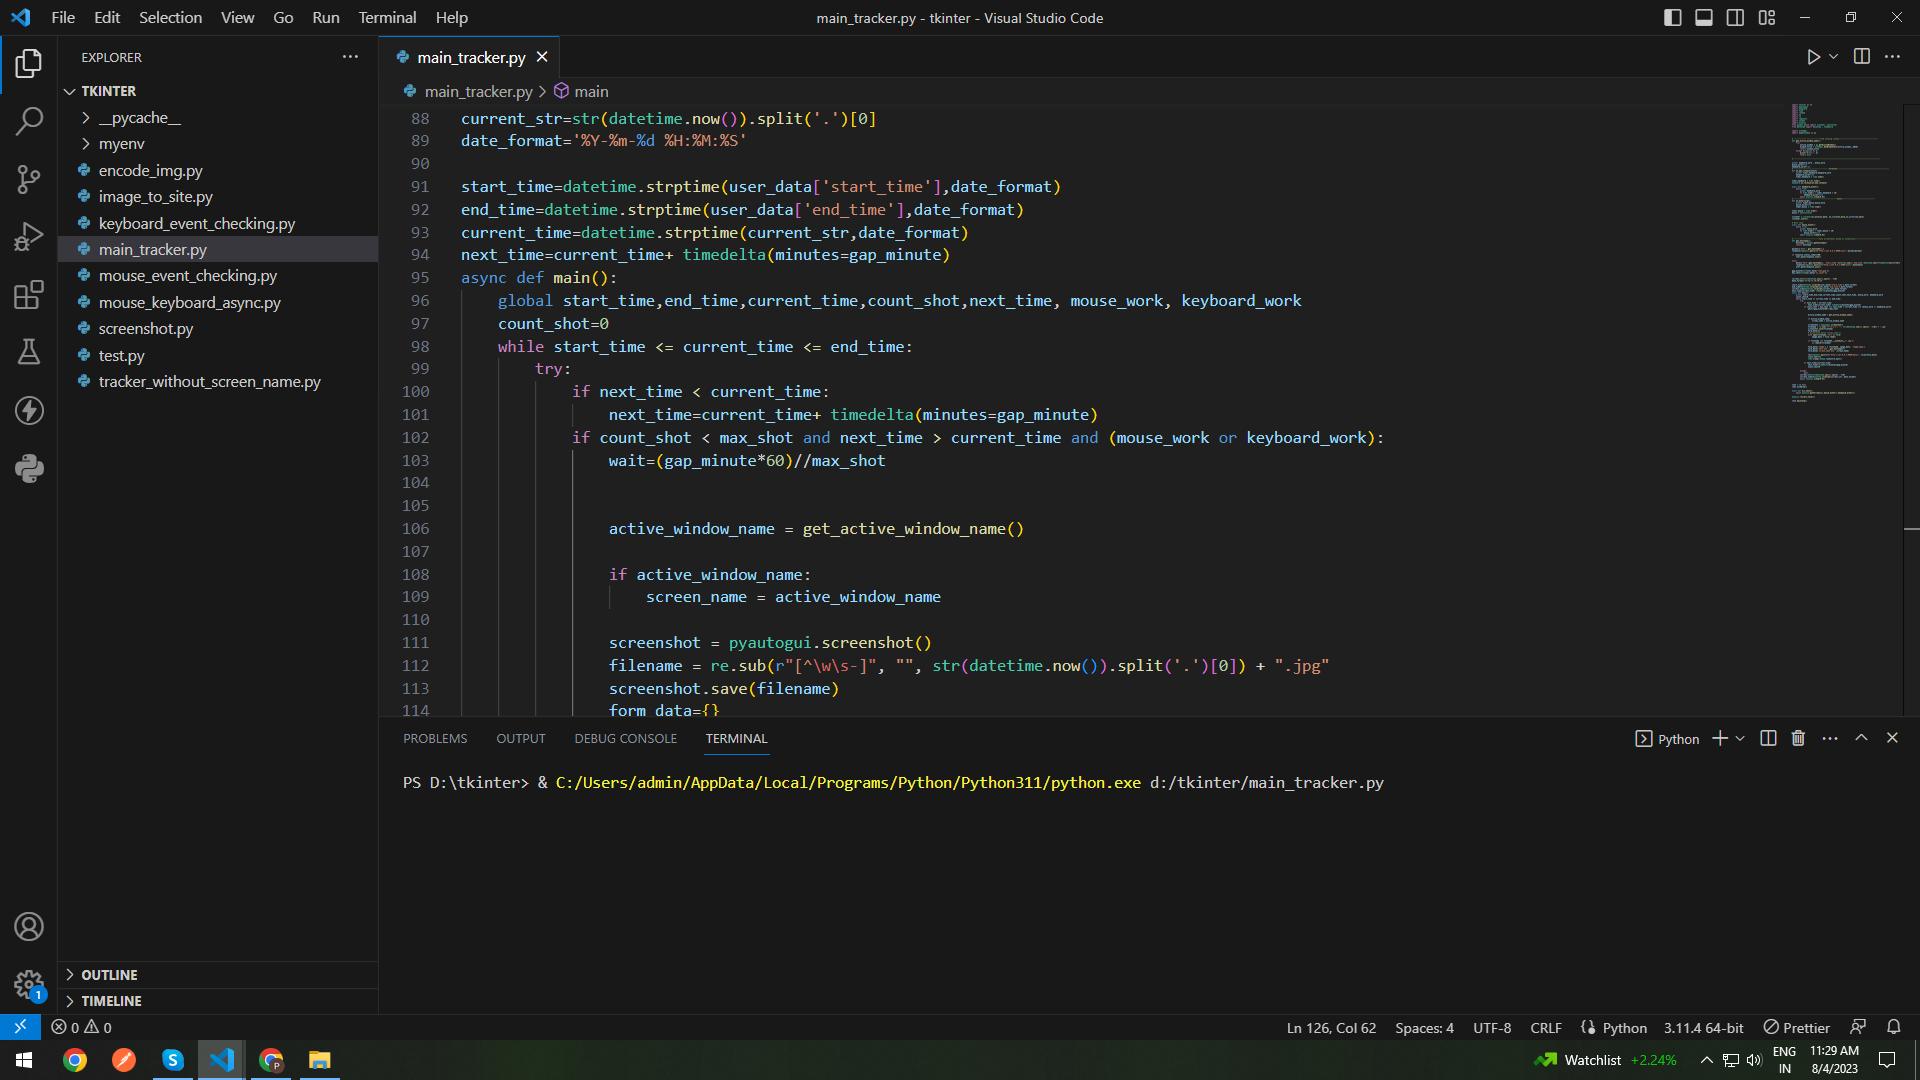 File Edit Selection View Go Run Terminal Help
main_tracker.py - tkinter - Visual Studio Code
EXPLORER
TKINTER
__pycache__
myenv
encode_img.py
image_to_site.py
keyboard_event_checking.py
main_tracker.py
mouse_event_checking.py
mouse_keyboard_async.py
screenshot.py
test.py
tracker_without_screen_name.py
OUTLINE
TIMELINE
main_tracker.py
main_tracker.py > main
88 current_str=str(datetime.now()).split('.')[0]
89 date_format='%Y-%m-%d %H:%M:%S'
90
91 start_time=datetime.strptime(user_data['start_time'],date_format)
92 end_time=datetime.strptime(user_data['end_time'],date_format)
93 current_time=datetime.strptime(current_str,date_format)
94 next_time=current_time+ timedelta(minutes=gap_minute)
95 async def main():
96 global start_time,end_time,current_time,count_shot,next_time, mouse_work, keyboard_work
97 count_shot=0
98 while start_time <= current_time <= end_time:
99 try:
100 if next_time < current_time:
101 next_time=current_time+ timedelta(minutes=gap_minute)
102 if count_shot < max_shot and next_time > current_time and (mouse_work or keyboard_work):
103 wait=(gap_minute*60)//max_shot
104
105
106 active_window_name = get_active_window_name()
107
108 if active_window_name:
109 screen_name = active_window_name
110
111 screenshot = pyautogui.screenshot()
112 filename = re.sub(r"[^\w\s-]", "", str(datetime.now()).split('.')[0]) + ".jpg"
113 screenshot.save(filename)
114 form_data={}
PROBLEMS OUTPUT DEBUG CONSOLE TERMINAL
Python
PS D:\tkinter> & C:/Users/admin/AppData/Local/Programs/Python/Python311/python.exe d:/tkinter/main_tracker.py
1
0 0
Ln 126, Col 62 Spaces: 4 UTF-8 CRLF Python 3.11.4 64-bit Prettier
Watchlist +2.24%
ENG
IN
11:29 AM
8/4/2023